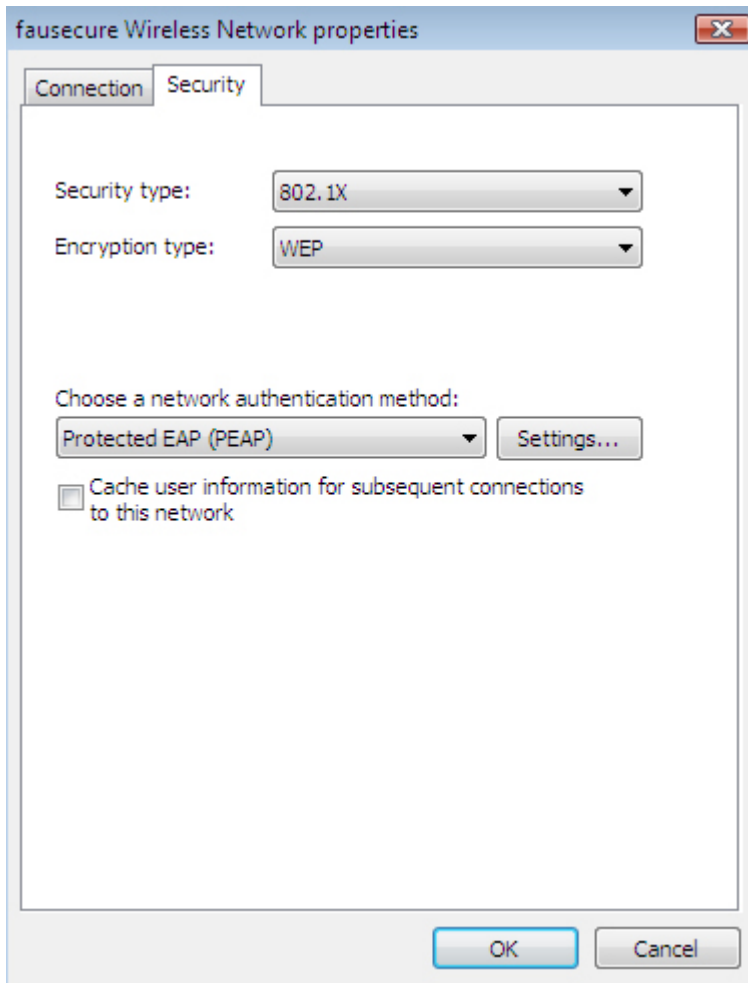 fausecure Wireless Network properties
Connection
Security
Security type:
802.1X
Encryption type:
WEP
Choose a network authentication method:
Protected EAP (PEAP)
Settings...
Cache user information for subsequent connections
to this network
OK
Cancel